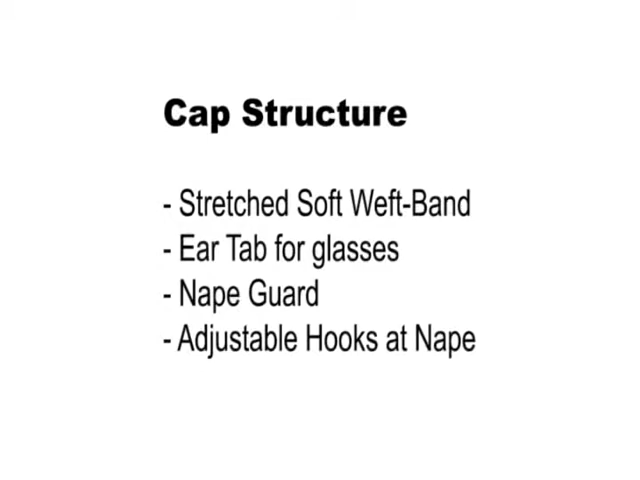 Cap Structure
- Stretched Soft Weft-Band
- Ear Tab for glasses
- Nape Guard
- Adjustable Hooks at Nape